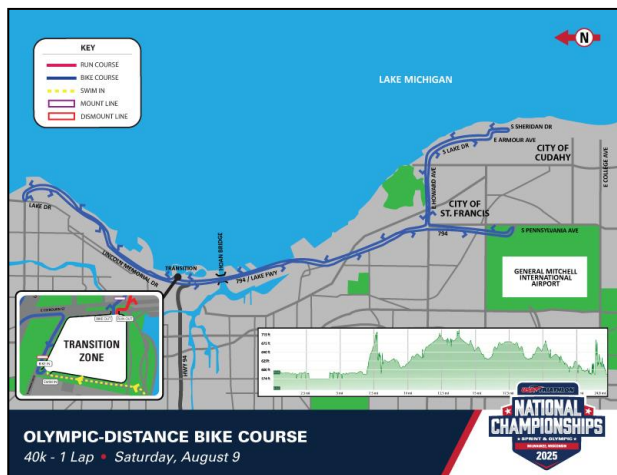 KEY
RUN COURSE
BIKE COURSE
SWIM IN
MOUNT LINE
DISMOUNT LINE
N
LAKE MICHIGAN
S SHERIDAN DR
E ARMOUR AVE
S LAKE DR
CITY OF
CUDAHY
E COLLEGE AVE
E HOWARD AVE
CITY OF
ST. FRANCIS
S PENNSYLVANIA AVE
794
GENERAL MITCHELL
INTERNATIONAL
AIRPORT
LAKE DR
LINCOLN MEMORIAL DR
TRANSITION
HOAN BRIDGE
794 / LAKE FWY
HWY 94
TRANSITION
ZONE
OLYMPIC-DISTANCE BIKE COURSE
40k - 1 Lap • Saturday, August 9
NATIONAL
CHAMPIONSHIPS
SPRINT & OLYMPIC
2025